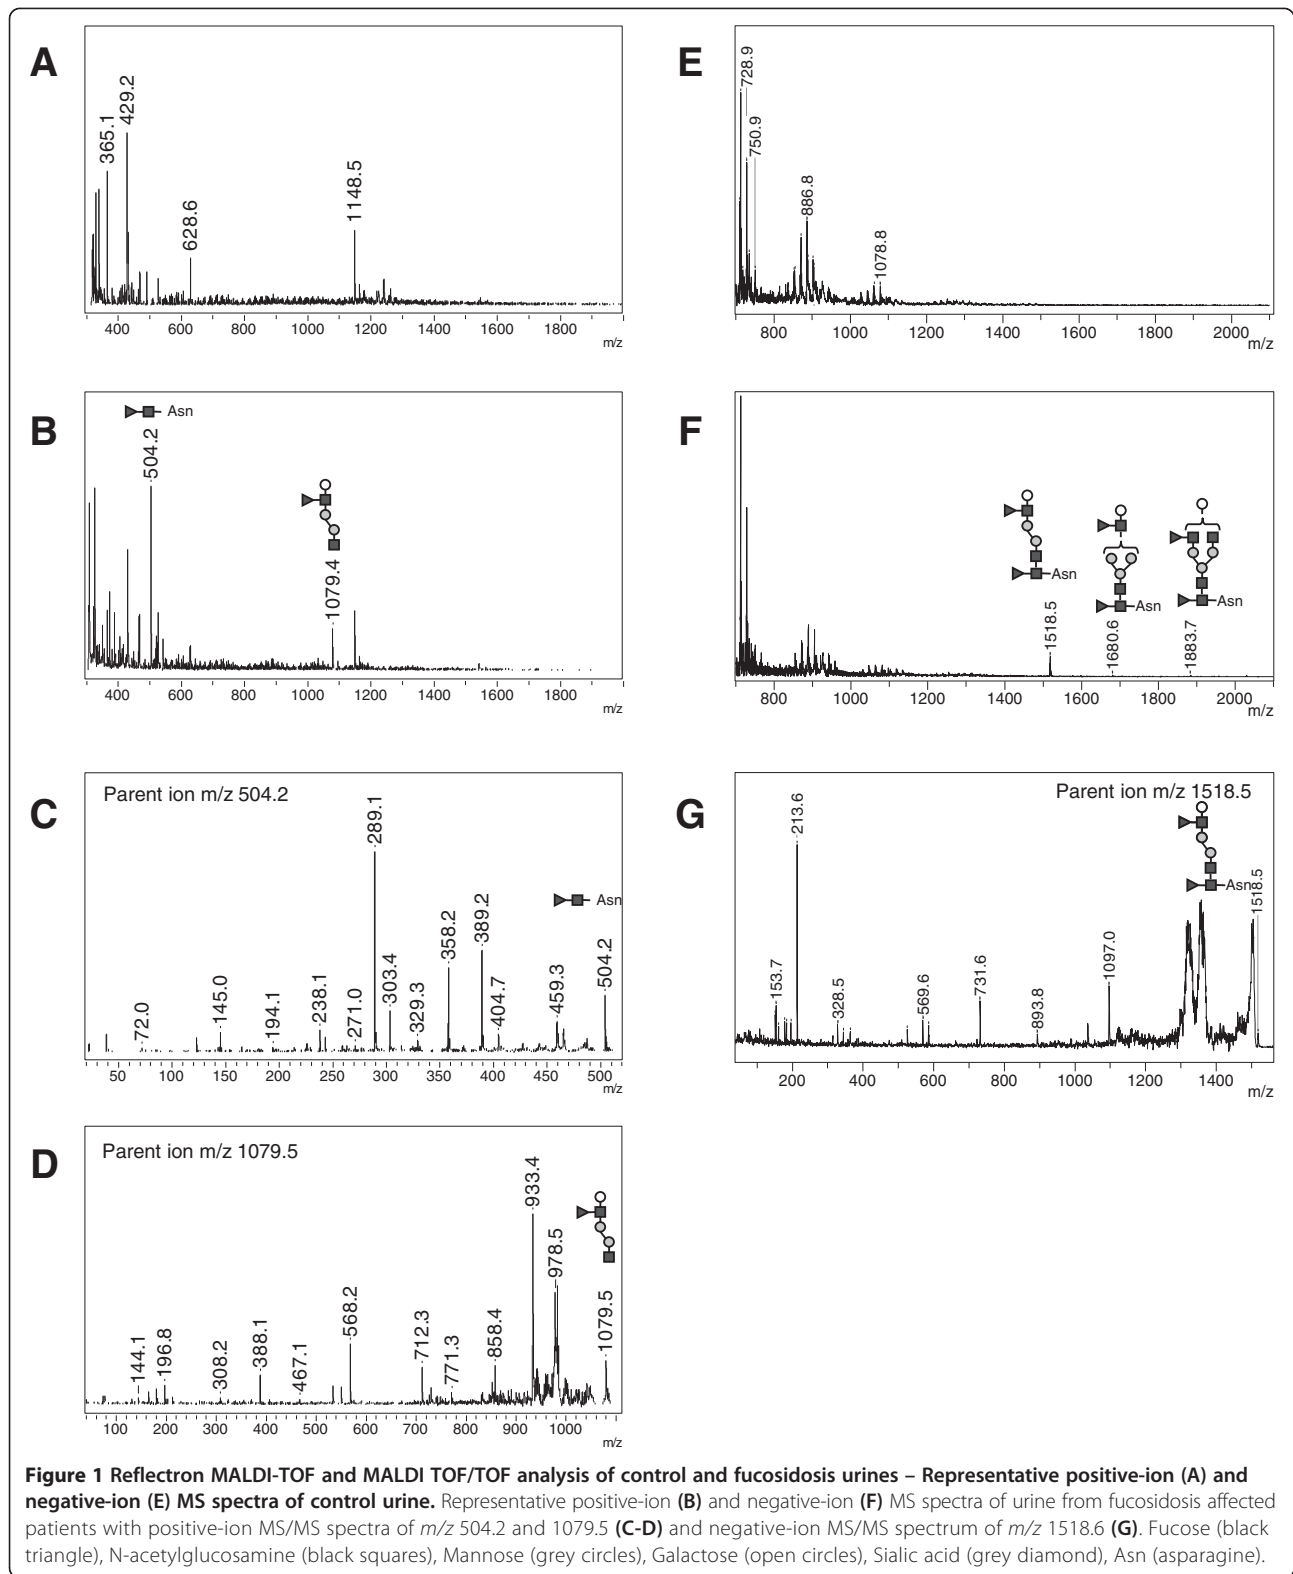 A
365.1
429.2
628.6
1148.5
400 600 800 1000 1200 1400 1600 1800
m/z
E
728.9
750.9
886.8
1078.8
800 1000 1200 1400 1600 1800 2000
m/z
B
Asn
504.2
1079.4
400 600 800 1000 1200 1400 1600 1800
m/z
F
Asn
Asn
Asn
1518.5
1680.6
1883.7
800 1000 1200 1400 1600 1800 2000
m/z
C
Parent ion m/z 504.2
72.0
145.0
194.1
238.1
271.0
289.1
303.4
329.3
358.2
389.2
404.7
459.3
504.2
Asn
50 100 150 200 250 300 350 400 450 500
m/z
G
Parent ion m/z 1518.5
153.7
213.6
328.5
569.6
731.6
893.8
1097.0
Asn
1518.5
200 400 600 800 1000 1200 1400
m/z
D
Parent ion m/z 1079.5
144.1
196.8
308.2
388.1
467.1
568.2
712.3
771.3
858.4
933.4
978.5
1079.5
100 200 300 400 500 600 700 800 900 1000
m/z
Figure 1 Reflectron MALDI-TOF and MALDI TOF/TOF analysis of control and fucosidosis urines – Representative positive-ion (A) and
negative-ion (E) MS spectra of control urine. Representative positive-ion (B) and negative-ion (F) MS spectra of urine from fucosidosis affected
patients with positive-ion MS/MS spectra of m/z 504.2 and 1079.5 (C-D) and negative-ion MS/MS spectrum of m/z 1518.6 (G). Fucose (black
triangle), N-acetylglucosamine (black squares), Mannose (grey circles), Galactose (open circles), Sialic acid (grey diamond), Asn (asparagine).